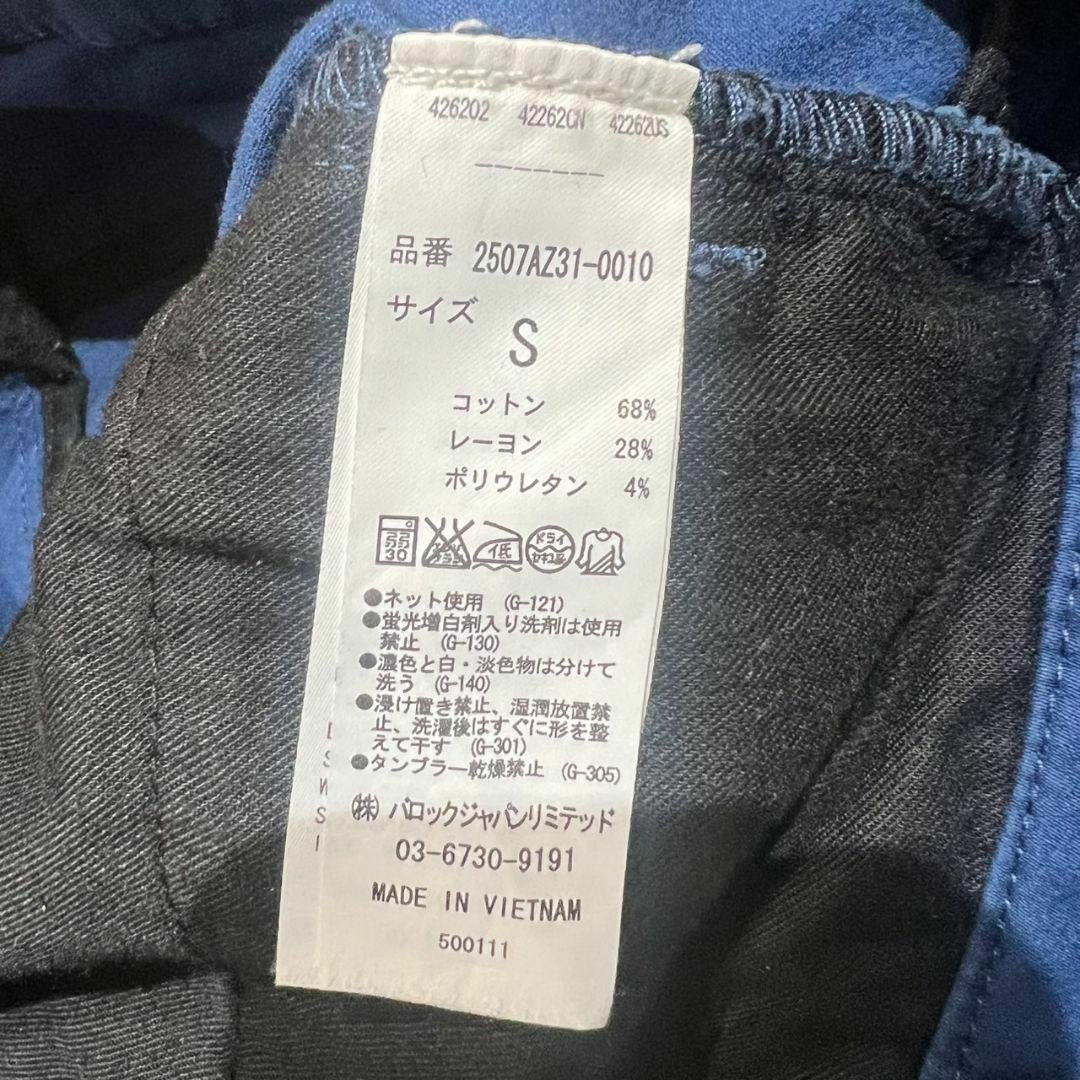 426202 42262CN 42262US
-------
品番 2507AZ31-0010
サイズ
S
コットン 68%
レーヨン 28%
ポリウレタン 4%
30 低 ドライ
●ネット使用 (G-121)
●蛍光増白剤入り洗剤は使用
禁止 (G-130)
●濃色と白・淡色物は分けて
洗う (G-140)
●浸け置き禁止、湿潤放置禁
止、洗濯後はすぐに形を整
えて干す (G-301)
●タンブラー乾燥禁止 (G-305)
㈱ バロックジャパンリミテッド
03-6730-9191
MADE IN VIETNAM
500111